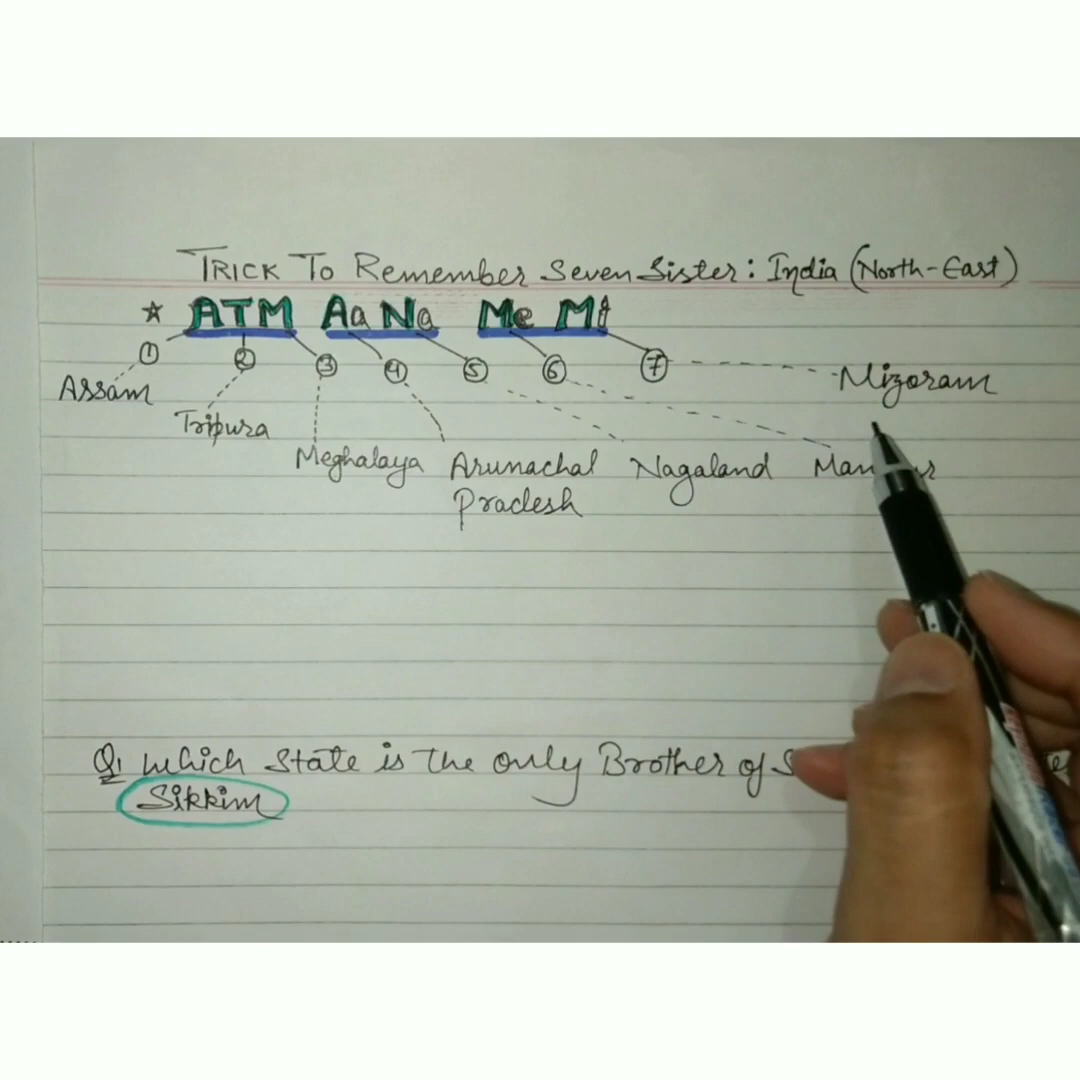 TRICK To Remember Seven Sister: India (North-East)
☆ ATM AaNa Me Mi
① ② ③ ④ ⑤ ⑥ ⑦
Assam Mizoram
Tripura
Meghalaya Arunachal Nagaland
Pradesh
Q1 which State is The only Brother of
Sikkim